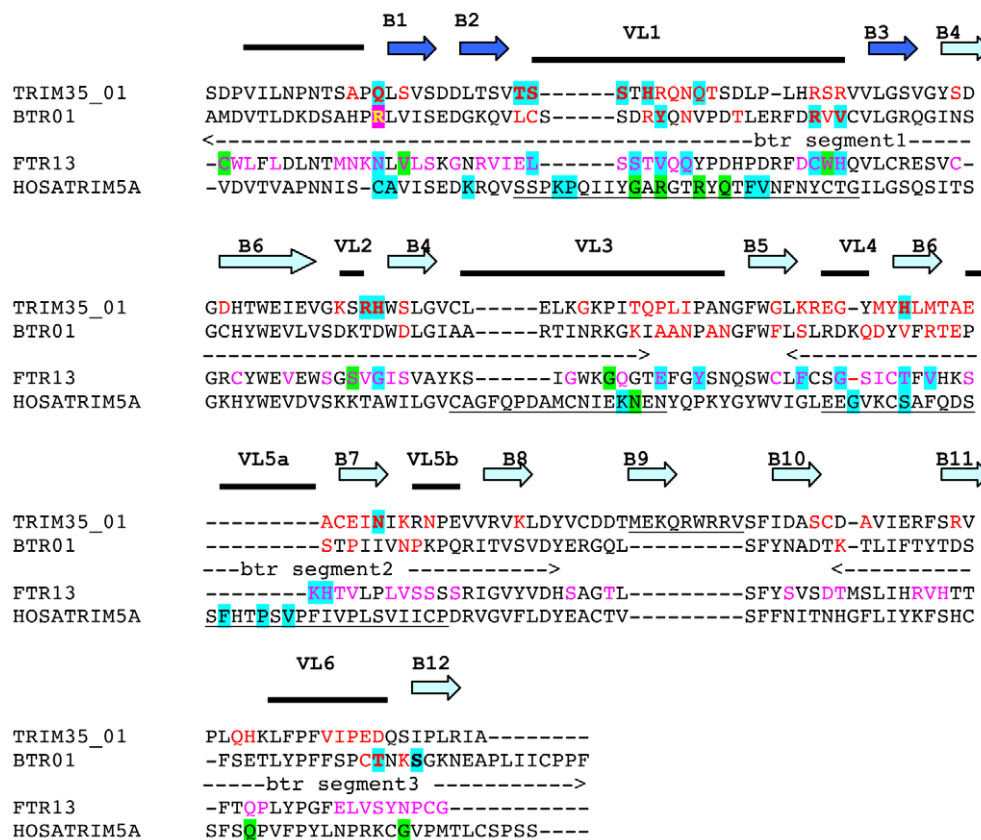 B1 B2 VL1 B3 B4
TRIM35_01 SDPVILNPNTSAPQLSVSDDLTSVTS------STHRQNQTSDLP-LHRSRVVLGSVGYSD
BTR01 AMDVTLDKDSAHPRLVISEDGKQVLCS------SDRYQNVPDTLERFDRVVCVLGRQGINS
<-------------------------------------------btr segment1----
FTR13 -CWLFLDLNTMNKNLVLSKGNRVIEL------SSTVQQYPDHPDRFDCWHQVLCRESVC-
HOSATRIM5A -VDVTVAPNNIS-CAVISEDKRQVSSPKPQIIYGARGTRYQTFVNFNYCTGILGSQSITS
B6 VL2 B4 VL3 B5 VL4 B6
TRIM35_01 GDHTWEIEVGKSRHWSLGVCL-----ELKGKPITQPLIPANGFWGLKREG-YMYHLMTAE
BTR01 GCHYWEVLVSDKTDWDLGIAA-----RTINRKGKIAANPANGFWFLSLRDKQDYVFRTEP
----------------------------------> <--------------
FTR13 GRCYWEVEWSGSVGISVAYKS------IGWKGQGTEFGYSNQSWCLFCSG-SICTFVHKS
HOSATRIM5A GKHYWEVDVSKKTAWILGVCAGFQPDAMCNIEKNENYQPKYGYWVIGLEEGVKCSAFQDS
VL5a B7 VL5b B8 B9 B10 B11
TRIM35_01 ---------ACEINIKRNPEVVRVKLDYVCDDTMEKQRWRRVSFIDASCD-AVIERFSRV
BTR01 ---------STPIIVNPKPQRITVSVDYERGQL---------SFYNADTK-TLIFTYTDS
---btr segment2------------> <----------
FTR13 --------KHTVLPLVSSSSRIGVYVDHSAGTL---------SFYSVSDTMSLIHRVHTT
HOSATRIM5A SFHTPSVPFIVPLSVIICPDRVGVFLDYEACTV---------SFFNITNHGFLIYKFSHC
VL6 B12
TRIM35_01 PLQHKLFPFVIPEDQSIPLRIA--------
BTR01 -FSETLYPFFSPCTNKSGKNEAPLIICPPF
-----btr segment3------------>
FTR13 -FTQPLYPGFELVSYNPCG-----------
HOSATRIM5A SFSQPVFPYLNPRKCGVPMTLCSPSS----